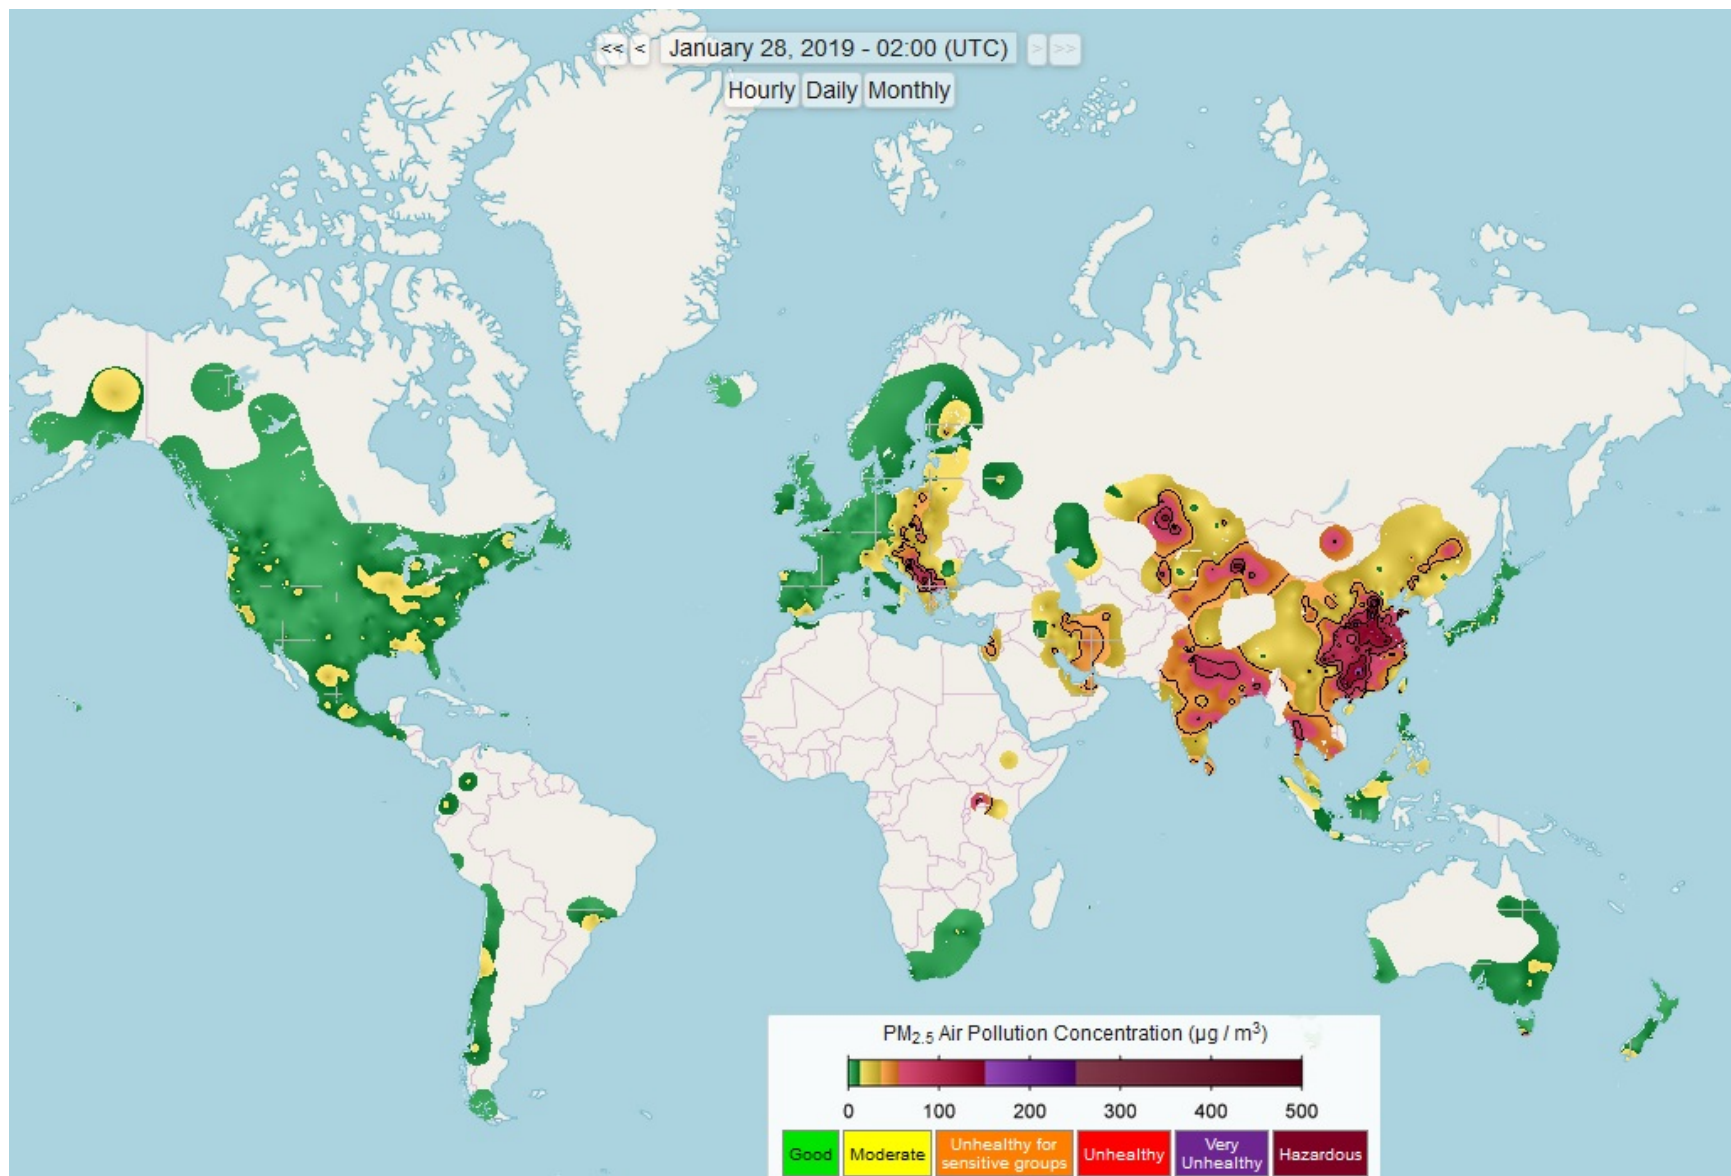 << < January 28, 2019 - 02:00 (UTC) > >>
Hourly Daily Monthly
PM2.5 Air Pollution Concentration (µg / m³)
0 100 200 300 400 500
Good Moderate Unhealthy for sensitive groups Unhealthy Very Unhealthy Hazardous